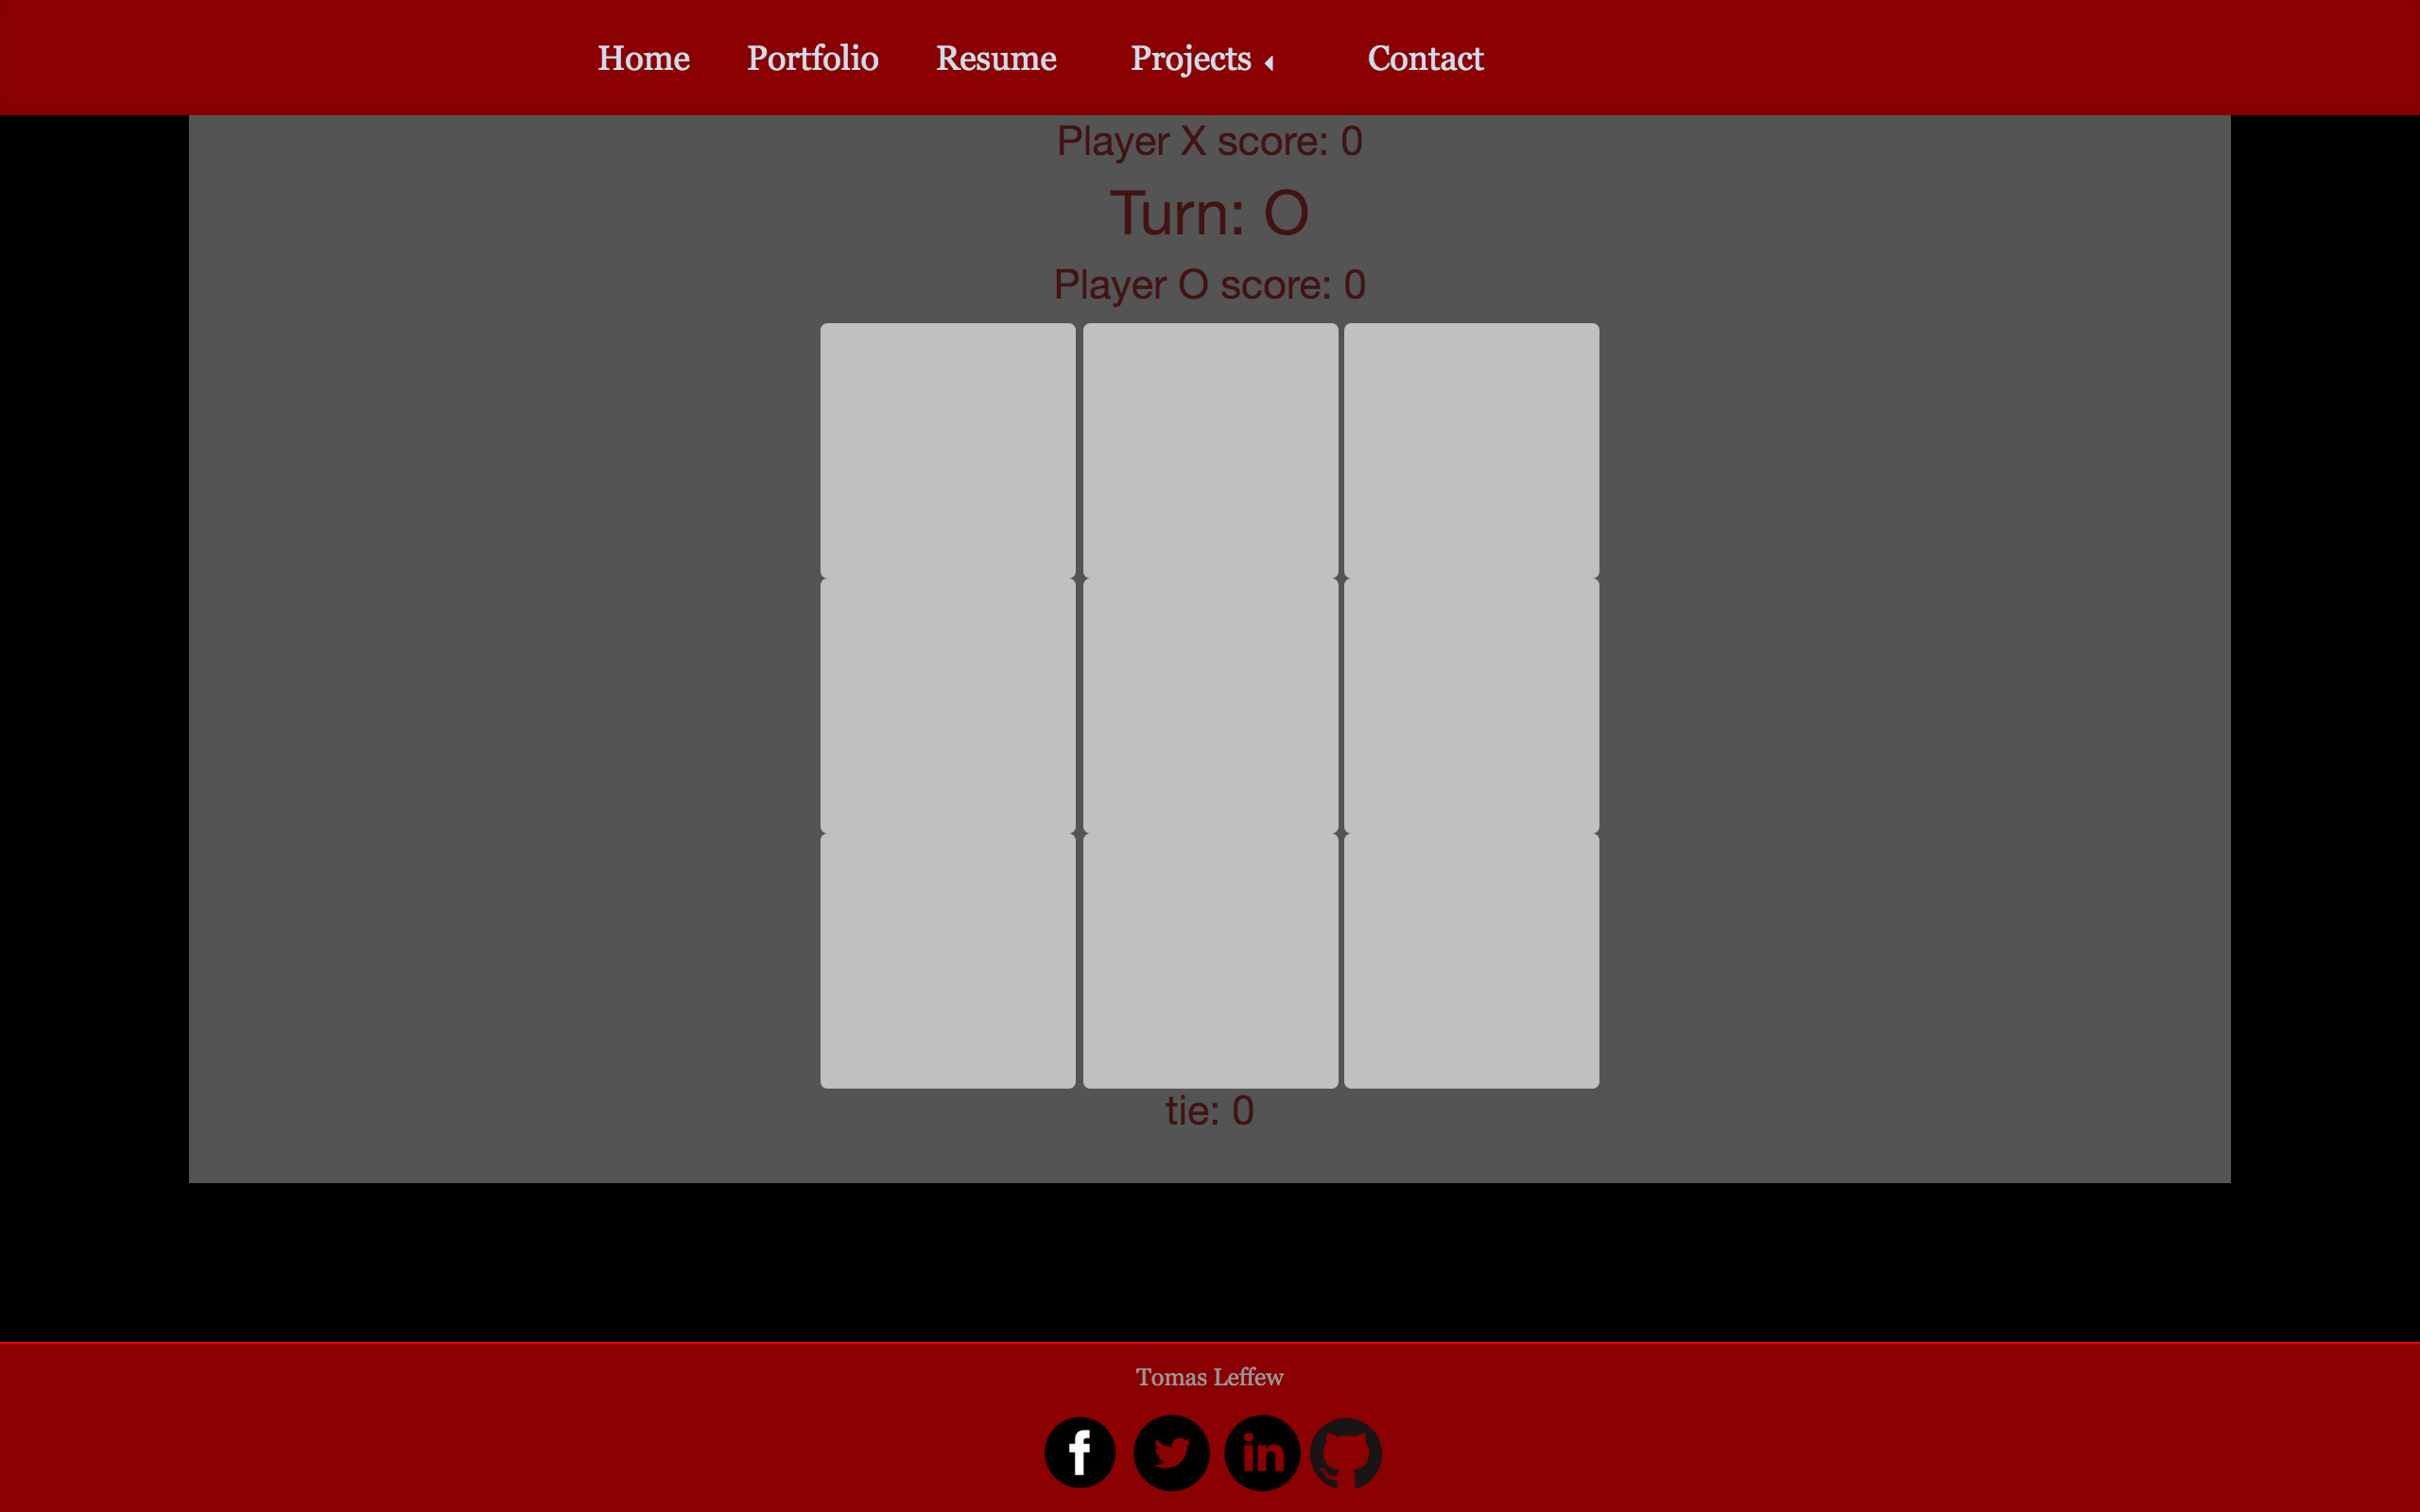 Home Portfolio Resume Projects Contact
Player X score: 0
Turn: O
Player O score: 0
tie: 0
Tomas Leffew